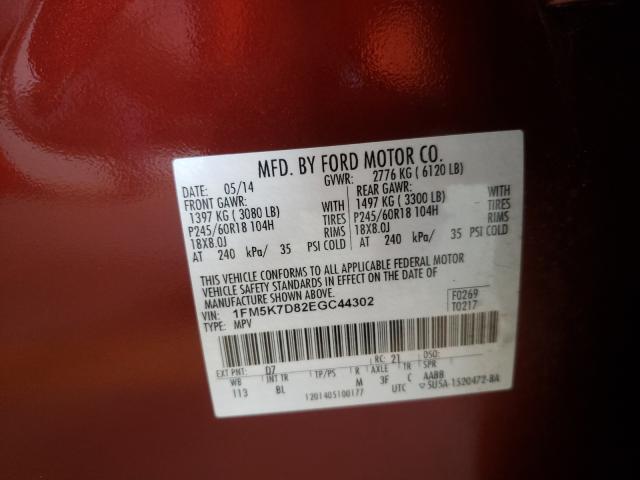 MFD. BY FORD MOTOR CO.
DATE: 05/14 GVWR: 2776 KG ( 6120 LB)
FRONT GAWR: REAR GAWR:
1397 KG ( 3080 LB) WITH 1497 KG ( 3300 LB) WITH
P245/60R18 104H TIRES P245/60R18 104H TIRES
18X8.0J RIMS 18X8.0J RIMS
AT 240 kPa/ 35 PSI COLD AT 240 kPa/ 35 PSI COLD
THIS VEHICLE CONFORMS TO ALL APPLICABLE FEDERAL MOTOR
VEHICLE SAFETY STANDARDS IN EFFECT ON THE DATE OF
MANUFACTURE SHOWN ABOVE.
VIN: 1FM5K7D82EGC44302 F0269
TYPE: MPV T0217
EXT PNT: D7 RC: 21 DSO:
WB INT TR TP/PS R AXLE TR SPR
113 BL M 3F C AABB
1201405100177 UTC ▽5U5A-1520472-BA